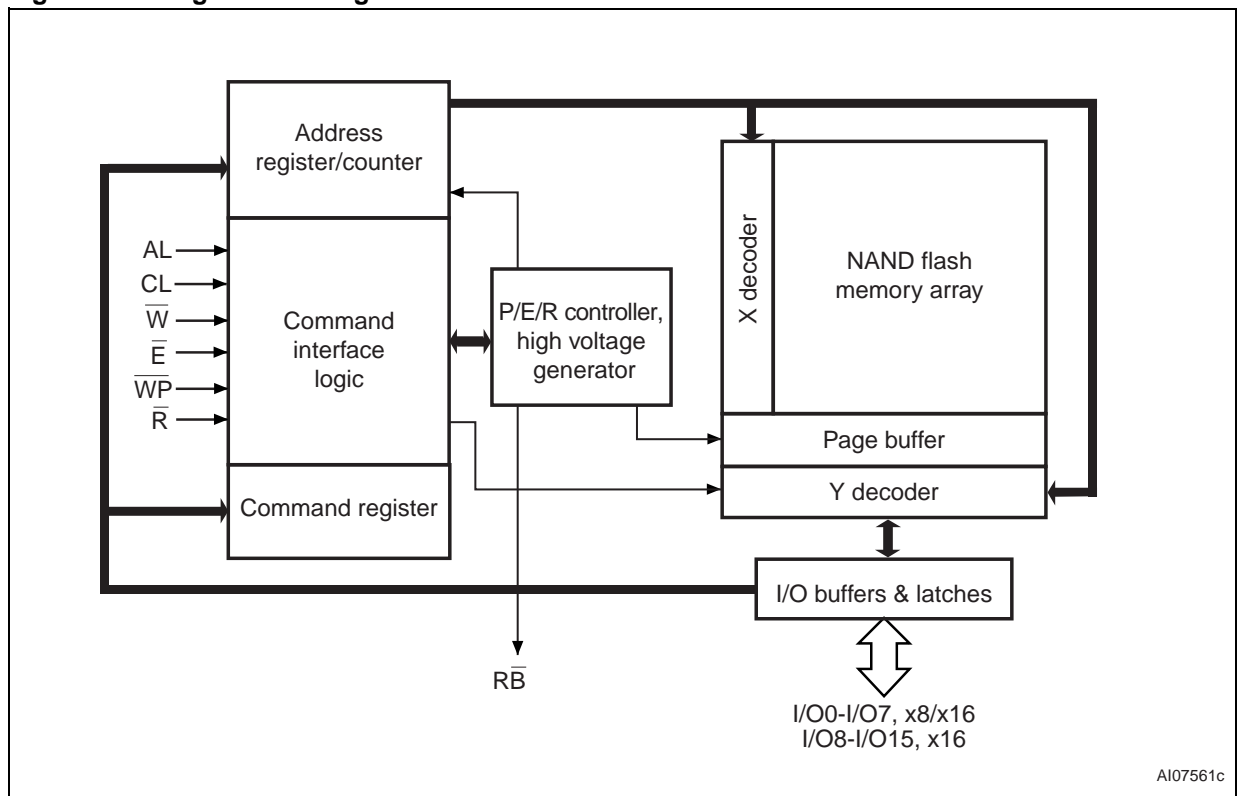 Address
register/counter
AL
CL
W̅
E̅
W̅P̅
R̅
Command
interface
logic
Command register
P/E/R controller,
high voltage
generator
RB̅
X decoder
NAND flash
memory array
Page buffer
Y decoder
I/O buffers & latches
I/O0-I/O7, x8/x16
I/O8-I/O15, x16
AI07561c